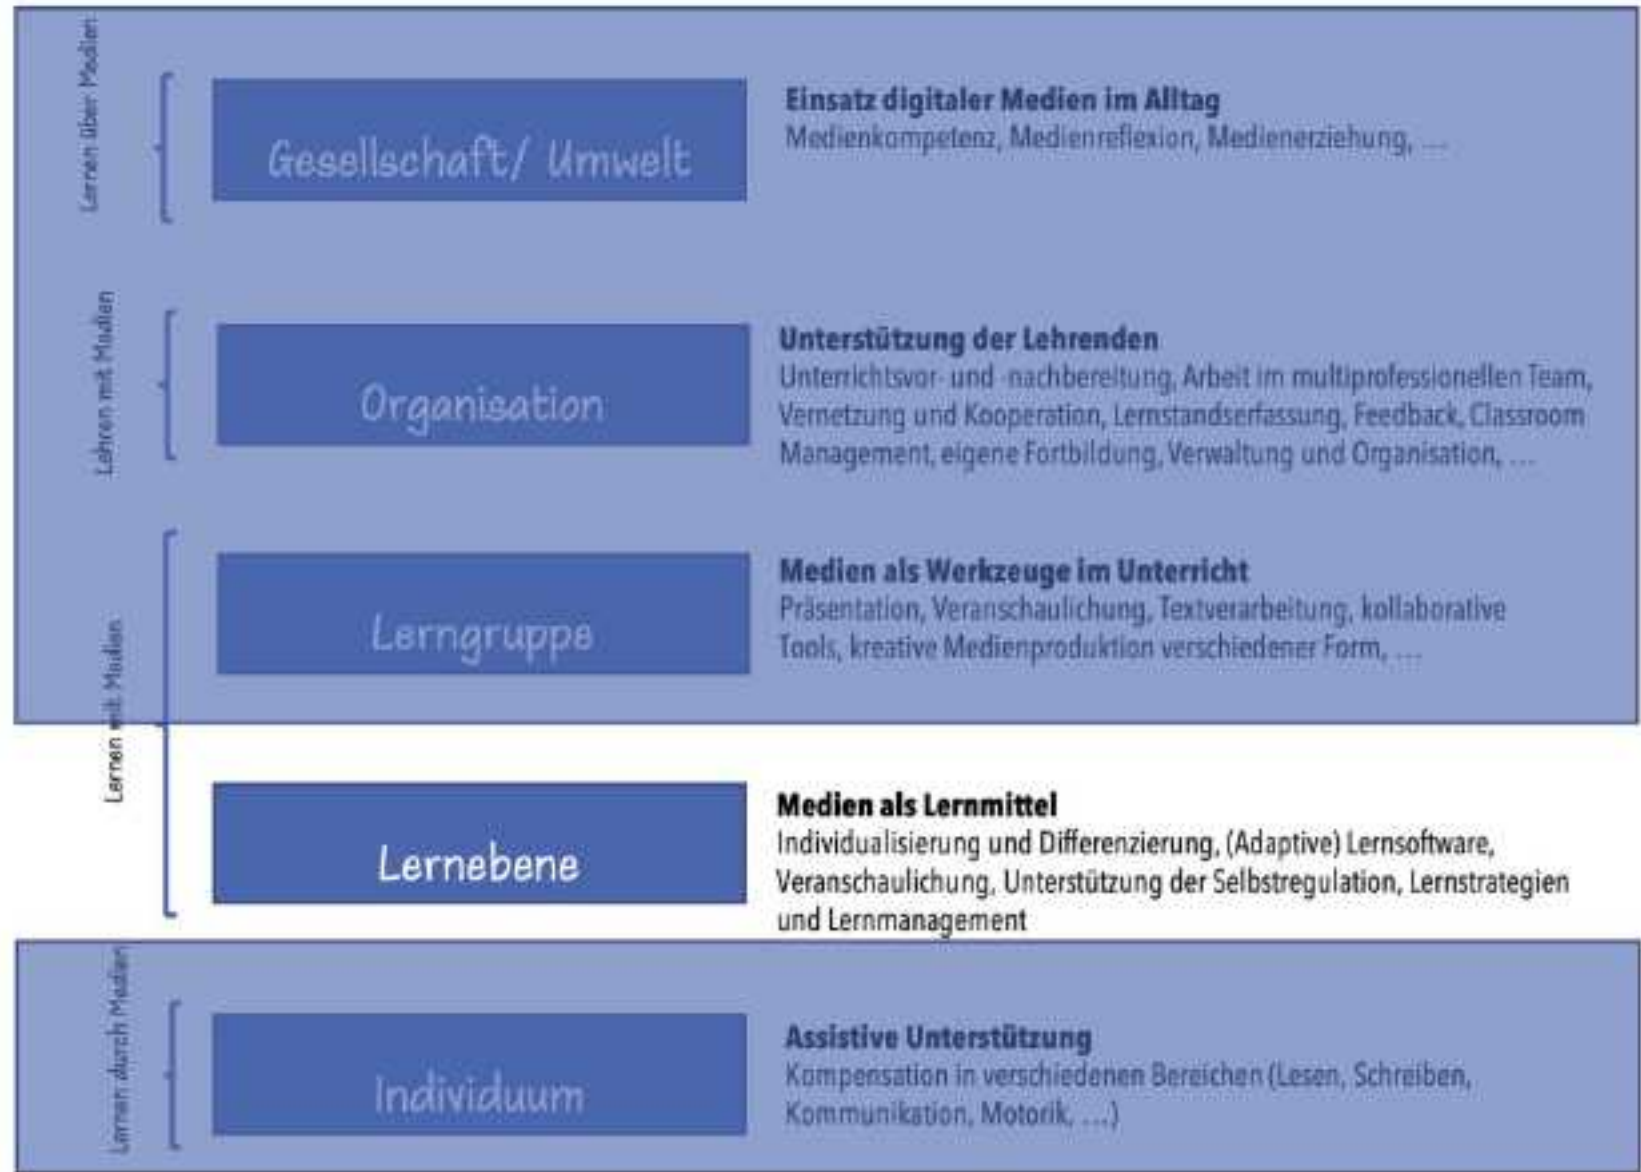 Lernen über Medien
Gesellschaft/ Umwelt
Einsatz digitaler Medien im Alltag
Medienkompetenz, Medienreflexion, Medienerziehung, …
Lehren mit Medien
Organisation
Unterstützung der Lehrenden
Unterrichtsvor- und -nachbereitung, Arbeit im multiprofessionellen Team,
Vernetzung und Kooperation, Lernstandserfassung, Feedback, Classroom
Management, eigene Fortbildung, Verwaltung und Organisation, …
Lernen mit Medien
Lerngruppe
Medien als Werkzeuge im Unterricht
Präsentation, Veranschaulichung, Textverarbeitung, kollaborative
Tools, kreative Medienproduktion verschiedener Form, …
Lernebene
Medien als Lernmittel
Individualisierung und Differenzierung, (Adaptive) Lernsoftware,
Veranschaulichung, Unterstützung der Selbstregulation, Lernstrategien
und Lernmanagement
Lernen durch Medien
Individuum
Assistive Unterstützung
Kompensation in verschiedenen Bereichen (Lesen, Schreiben,
Kommunikation, Motorik, …)